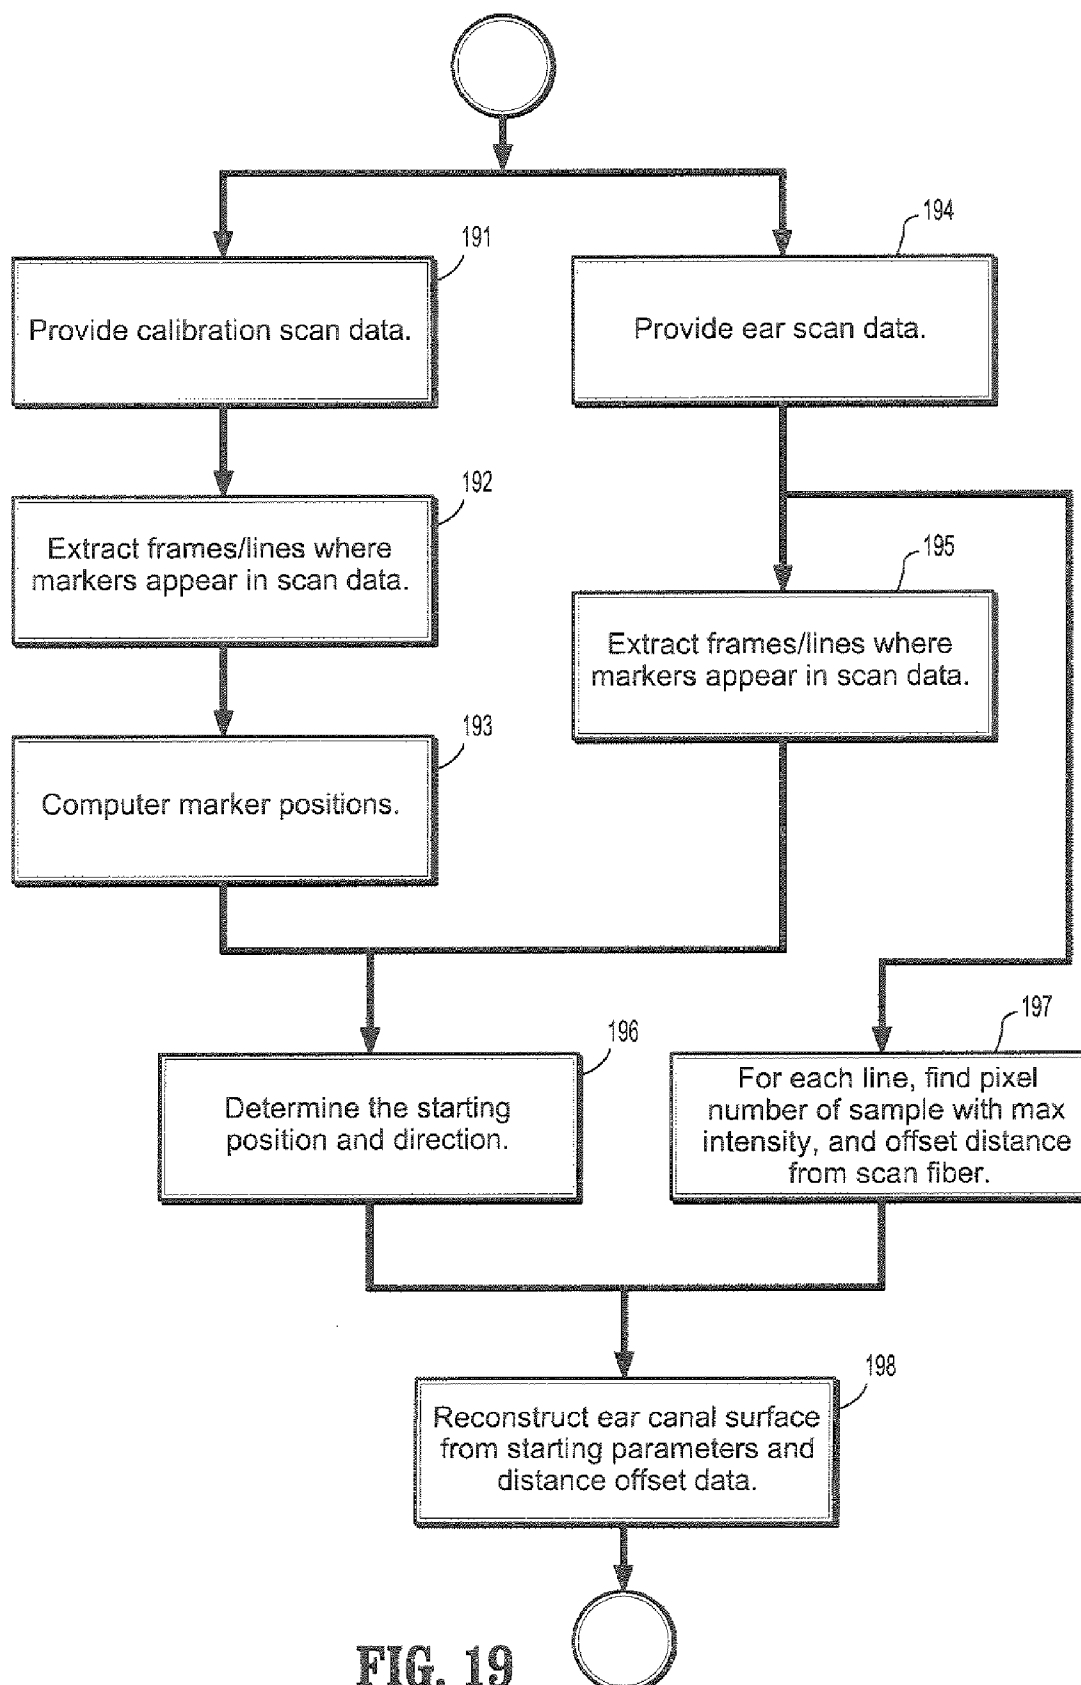 191
Provide calibration scan data.
194
Provide ear scan data.
192
Extract frames/lines where
markers appear in scan data.
195
Extract frames/lines where
markers appear in scan data.
193
Computer marker positions.
196
Determine the starting
position and direction.
197
For each line, find pixel
number of sample with max
intensity, and offset distance
from scan fiber.
198
Reconstruct ear canal surface
from starting parameters and
distance offset data.
FIG. 19